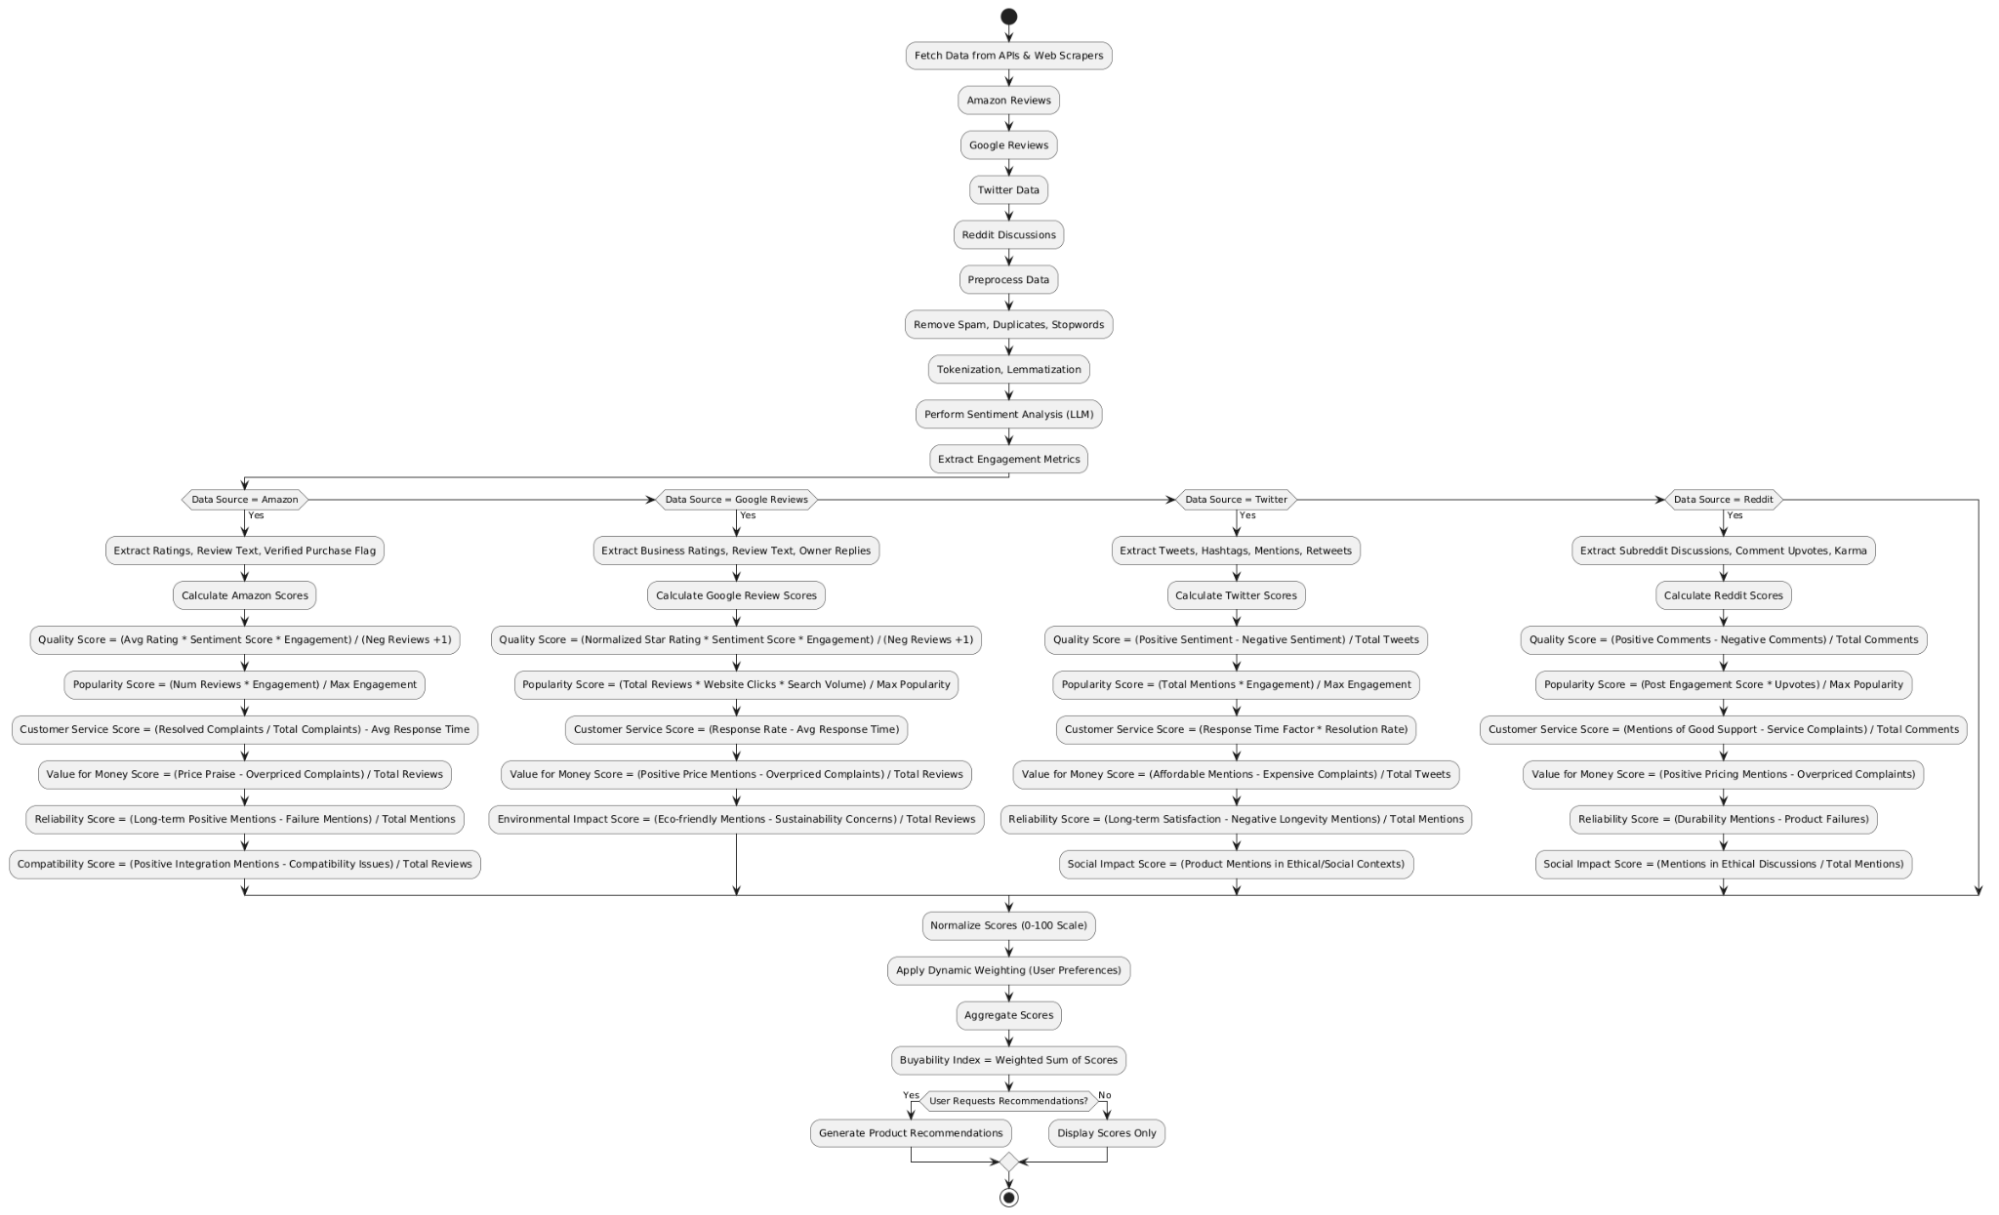 Fetch Data from APIs & Web Scrapers
Amazon Reviews
Google Reviews
Twitter Data
Reddit Discussions
Preprocess Data
Remove Spam, Duplicates, Stopwords
Tokenization, Lemmatization
Perform Sentiment Analysis (LLM)
Extract Engagement Metrics
Data Source = Amazon
Yes
Extract Ratings, Review Text, Verified Purchase Flag
Calculate Amazon Scores
Quality Score = (Avg Rating * Sentiment Score * Engagement) / (Neg Reviews +1)
Popularity Score = (Num Reviews * Engagement) / Max Engagement
Customer Service Score = (Resolved Complaints / Total Complaints) - Avg Response Time
Value for Money Score = (Price Praise - Overpriced Complaints) / Total Reviews
Reliability Score = (Long-term Positive Mentions - Failure Mentions) / Total Mentions
Compatibility Score = (Positive Integration Mentions - Compatibility Issues) / Total Reviews
Data Source = Google Reviews
Yes
Extract Business Ratings, Review Text, Owner Replies
Calculate Google Review Scores
Quality Score = (Normalized Star Rating * Sentiment Score * Engagement) / (Neg Reviews +1)
Popularity Score = (Total Reviews * Website Clicks * Search Volume) / Max Popularity
Customer Service Score = (Response Rate - Avg Response Time)
Value for Money Score = (Positive Price Mentions - Overpriced Complaints) / Total Reviews
Environmental Impact Score = (Eco-friendly Mentions - Sustainability Concerns) / Total Reviews
Data Source = Twitter
Yes
Extract Tweets, Hashtags, Mentions, Retweets
Calculate Twitter Scores
Quality Score = (Positive Sentiment - Negative Sentiment) / Total Tweets
Popularity Score = (Total Mentions * Engagement) / Max Engagement
Customer Service Score = (Response Time Factor * Resolution Rate)
Value for Money Score = (Affordable Mentions - Expensive Complaints) / Total Tweets
Reliability Score = (Long-term Satisfaction - Negative Longevity Mentions) / Total Mentions
Social Impact Score = (Product Mentions in Ethical/Social Contexts)
Data Source = Reddit
Yes
Extract Subreddit Discussions, Comment Upvotes, Karma
Calculate Reddit Scores
Quality Score = (Positive Comments - Negative Comments) / Total Comments
Popularity Score = (Post Engagement Score * Upvotes) / Max Popularity
Customer Service Score = (Mentions of Good Support - Service Complaints) / Total Comments
Value for Money Score = (Positive Pricing Mentions - Overpriced Complaints)
Reliability Score = (Durability Mentions - Product Failures)
Social Impact Score = (Mentions in Ethical Discussions / Total Mentions)
Normalize Scores (0-100 Scale)
Apply Dynamic Weighting (User Preferences)
Aggregate Scores
Buyability Index = Weighted Sum of Scores
User Requests Recommendations?
Yes
No
Generate Product Recommendations
Display Scores Only